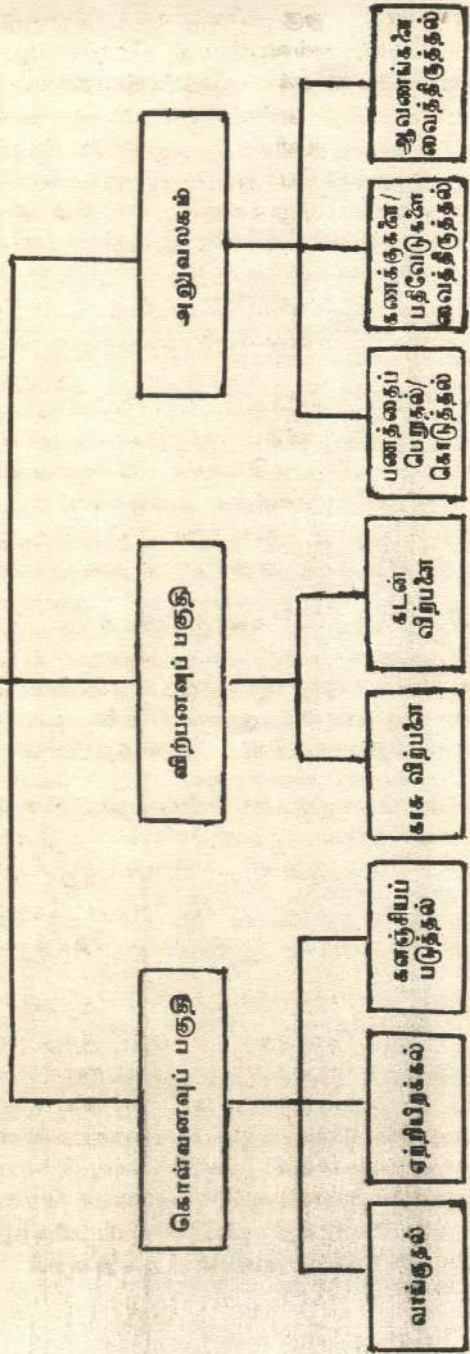 கொள்வனவுப் பகுதி
விற்பனவுப் பகுதி
அலுவலகம்
வாங்குதல்
ஏற்றியிறக்கல்
களஞ்சியப்
படுத்தல்
காசு விற்பனை
கடன்
விற்பனை
பணத்தைப்
பெறுதல்/
கொடுத்தல்
கணக்குகளை/
பதிவேடுகளை
வைத்திருத்தல்
ஆவணங்களை
வைத்திருத்தல்